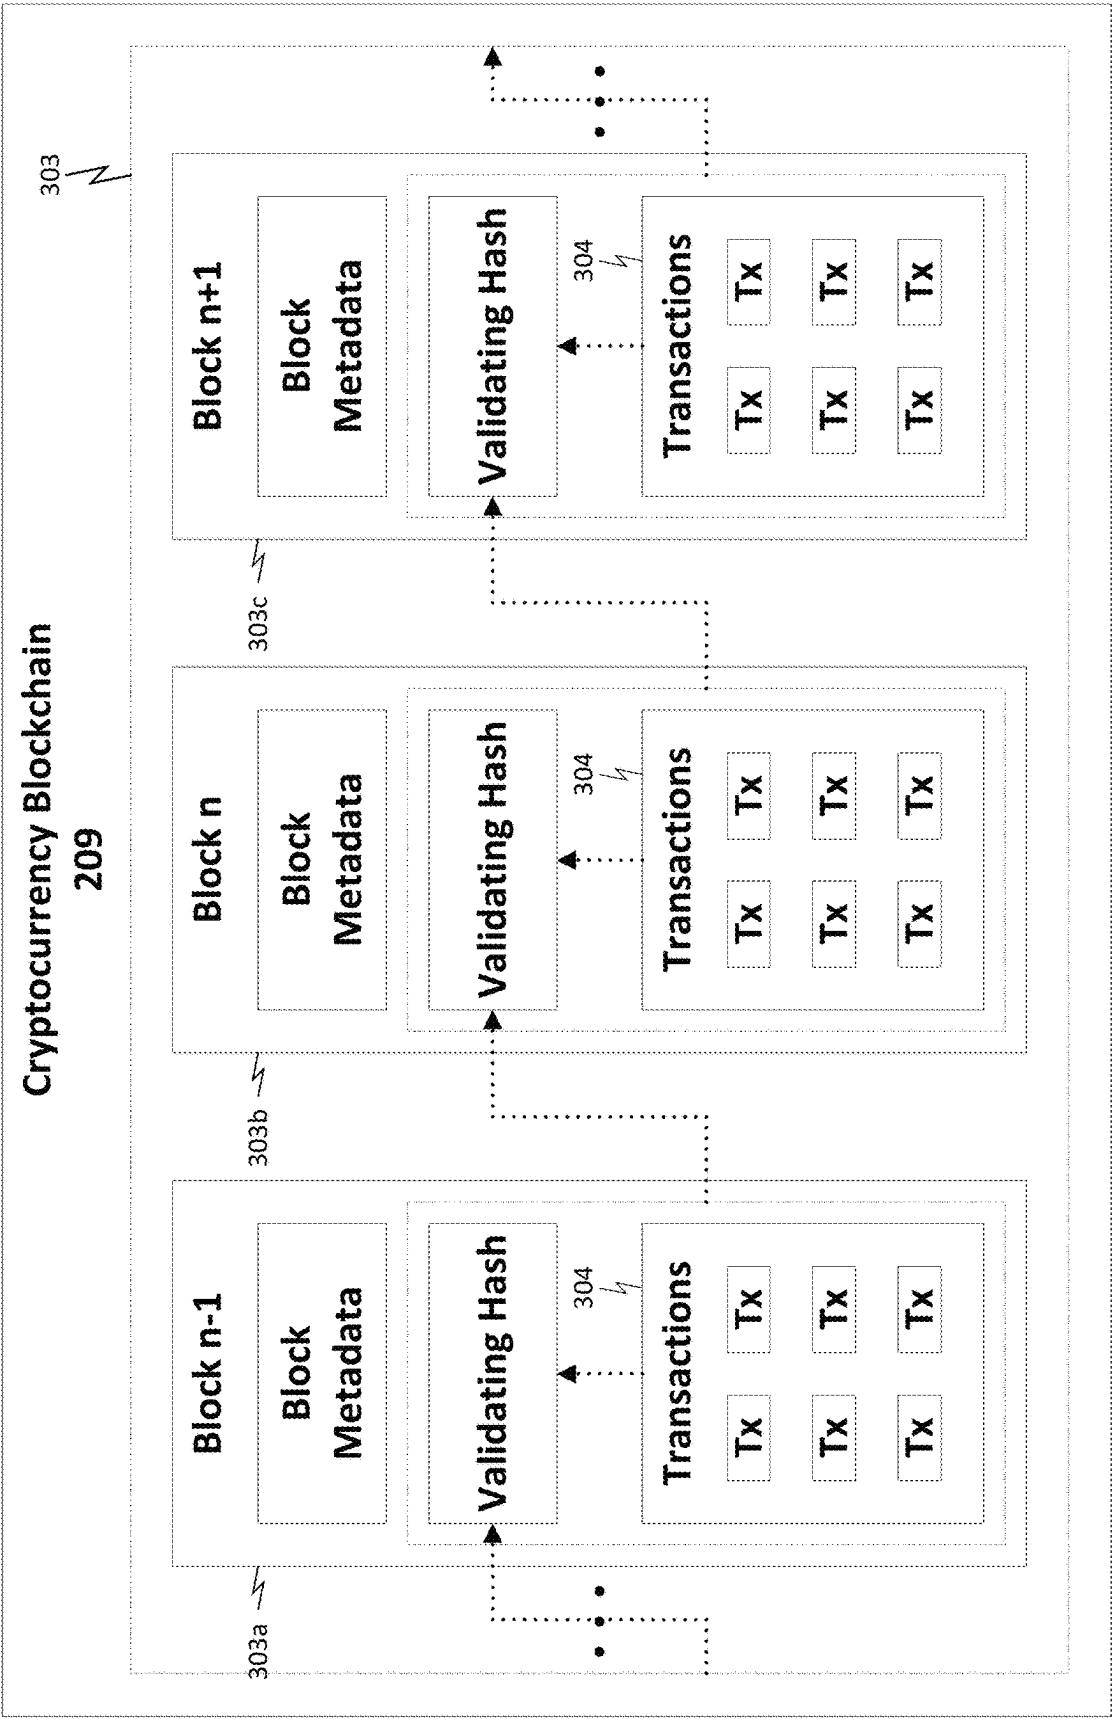 Cryptocurrency Blockchain
209
303
303a
Block n-1
Block
Metadata
Validating Hash
304
Transactions
Tx
Tx
Tx
Tx
Tx
Tx
303b
Block n
Block
Metadata
Validating Hash
304
Transactions
Tx
Tx
Tx
Tx
Tx
Tx
303c
Block n+1
Block
Metadata
Validating Hash
304
Transactions
Tx
Tx
Tx
Tx
Tx
Tx